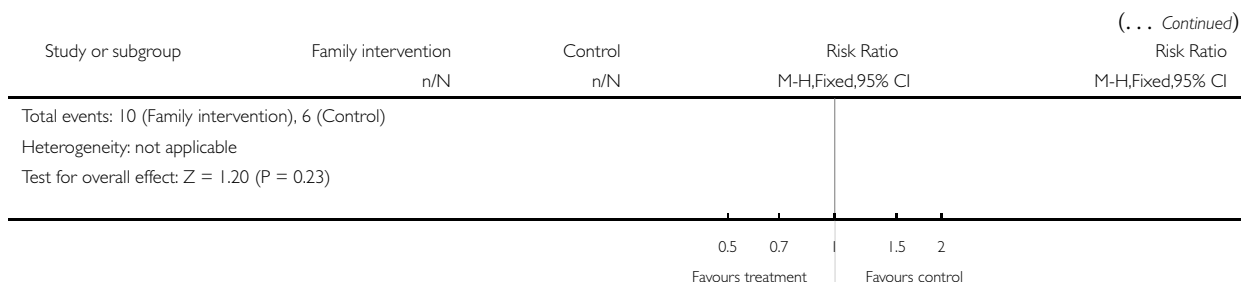 (... Continued)
Study or subgroup Family intervention Control Risk Ratio Risk Ratio
n/N n/N M-H,Fixed,95% CI M-H,Fixed,95% CI
Total events: 10 (Family intervention), 6 (Control)
Heterogeneity: not applicable
Test for overall effect: Z = 1.20 (P = 0.23)
0.5 0.7 1 1.5 2
Favours treatment Favours control